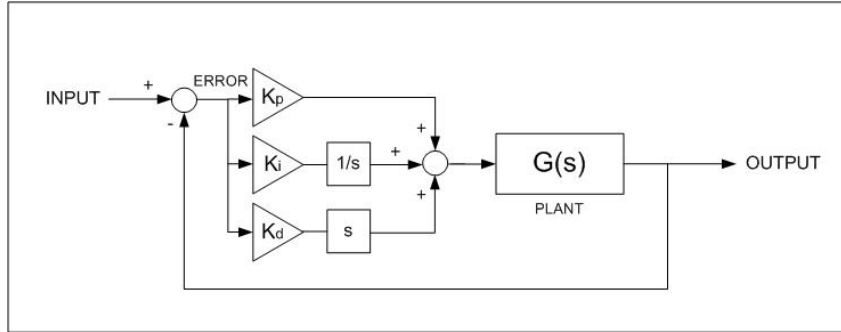 ERROR
+
Kp
INPUT
-
+
Ki
1/s
+
G(s)
OUTPUT
+
PLANT
Kd
s